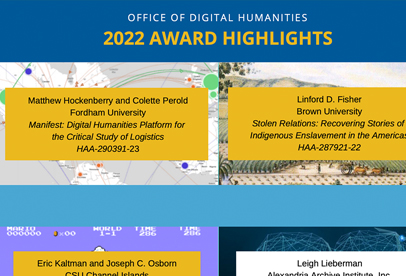 OFFICE OF DIGITAL HUMANITIES
2022 AWARD HIGHLIGHTS
Matthew Hockenberry and Colette Perold
Fordham University
Manifest: Digital Humanities Platform for
the Critical Study of Logistics
HAA-290391-23
Linford D. Fisher
Brown University
Stolen Relations: Recovering Stories of
Indigenous Enslavement in the Americas
HAA-287921-22
MARIO WORLD TIME TIME
000000 ×00 1-1 286 286
Eric Kaltman and Joseph C. Osborn
CSU Channel Islands
Leigh Lieberman
Alexandria Archive Institute, Inc.